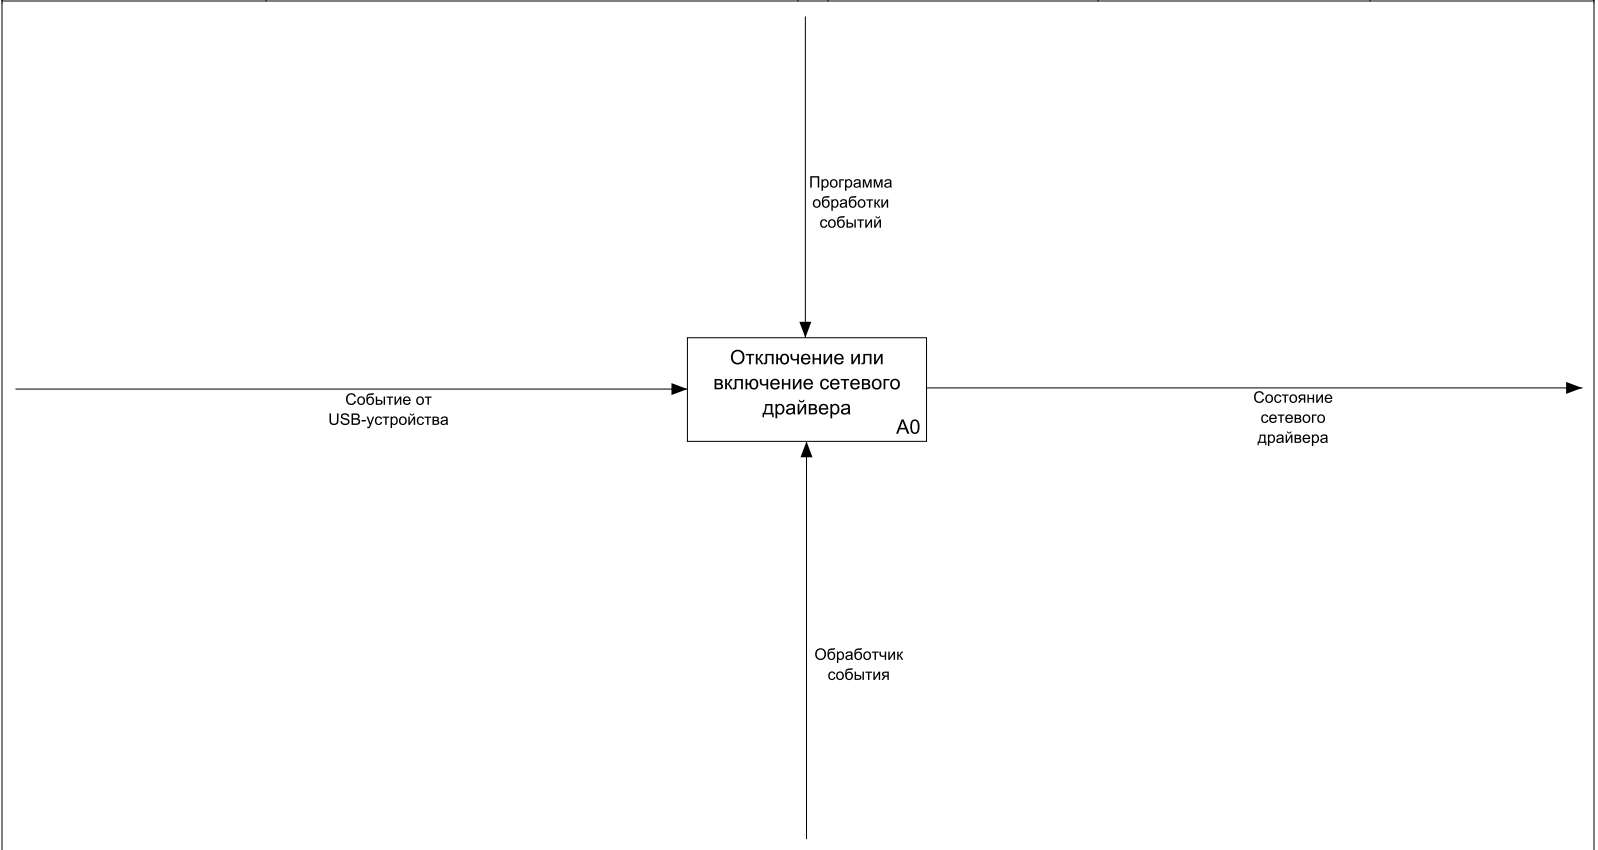 Программа
обработки
событий
Отключение или
включение сетевого
драйвера
A0
Событие от
USB-устройства
Состояние
сетевого
драйвера
Обработчик
события